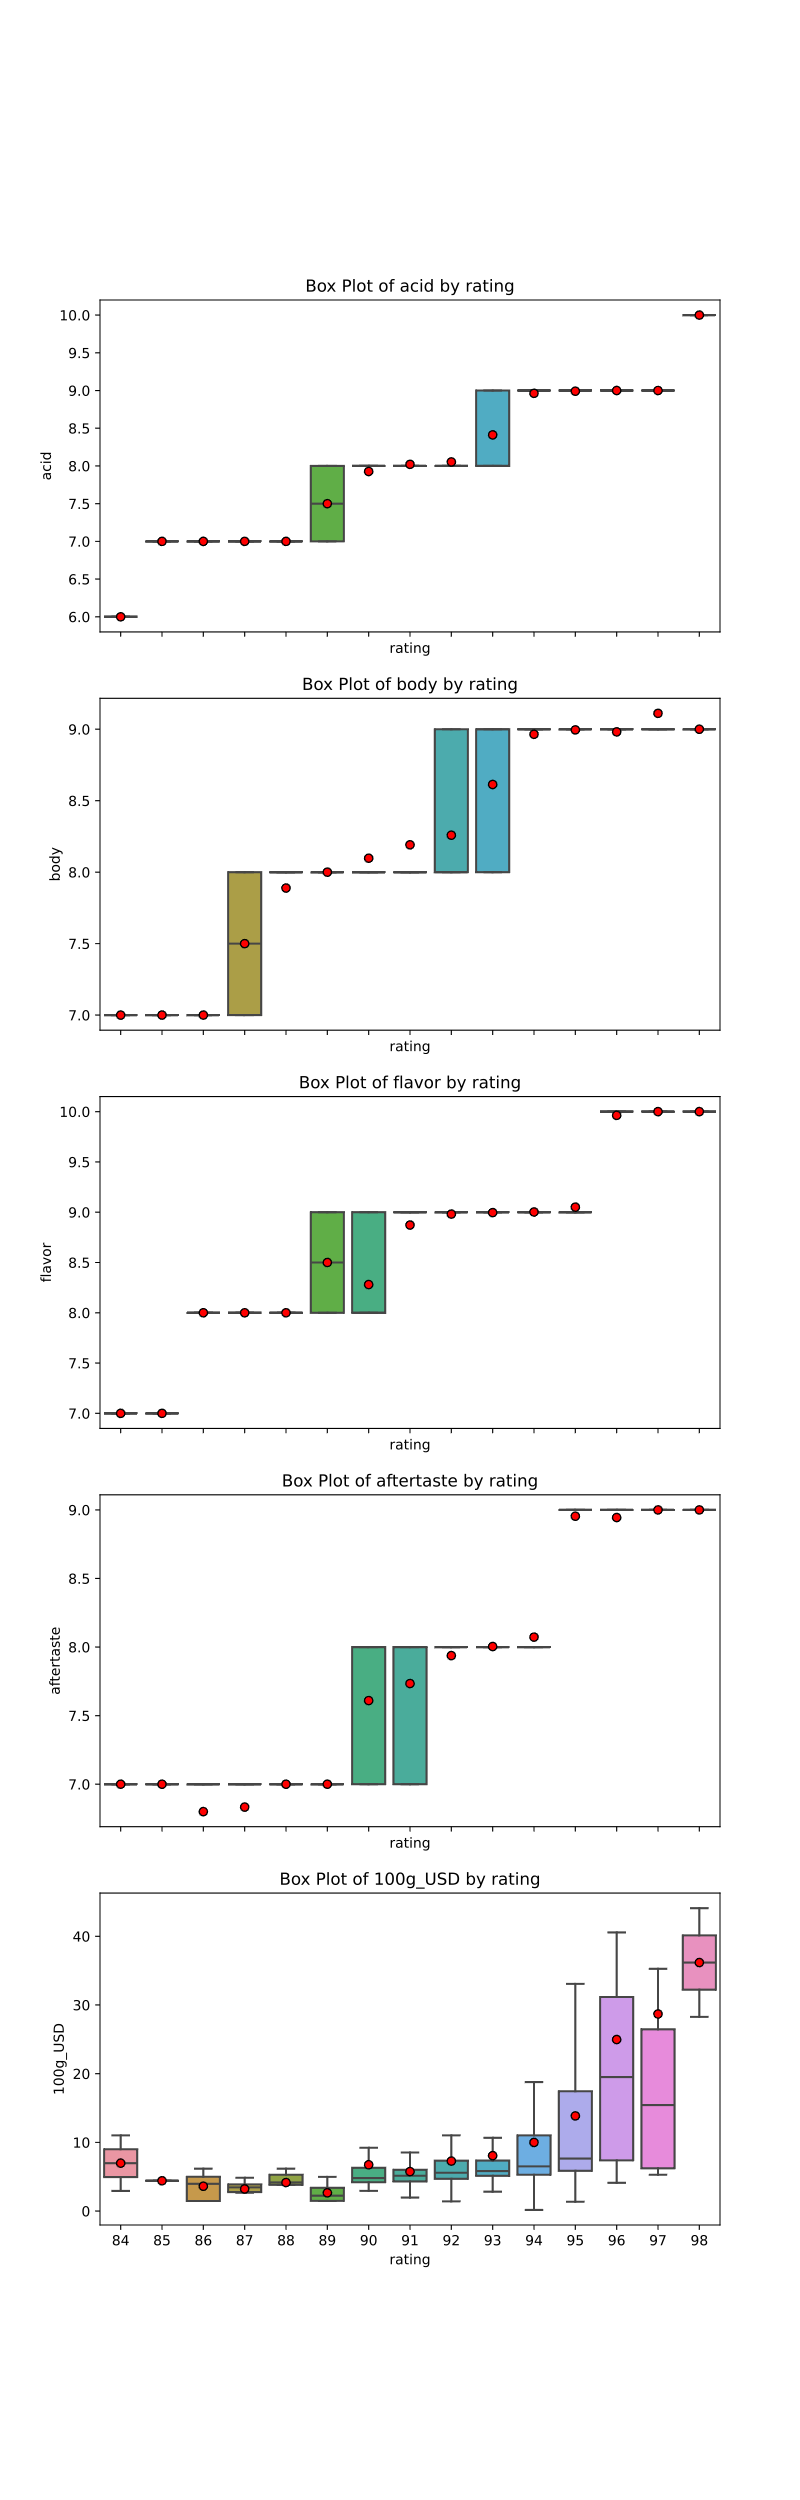 Box Plot of acid by rating
10.0
9.5
9.0
8.5
8.0
7.5
7.0
6.5
6.0
acid
rating
Box Plot of body by rating
9.0
8.5
8.0
7.5
7.0
body
rating
Box Plot of flavor by rating
10.0
9.5
9.0
8.5
8.0
7.5
7.0
flavor
rating
Box Plot of aftertaste by rating
9.0
8.5
8.0
7.5
7.0
aftertaste
rating
Box Plot of 100g_USD by rating
40
30
20
10
0
100g_USD
84 85 86 87 88 89 90 91 92 93 94 95 96 97 98
rating